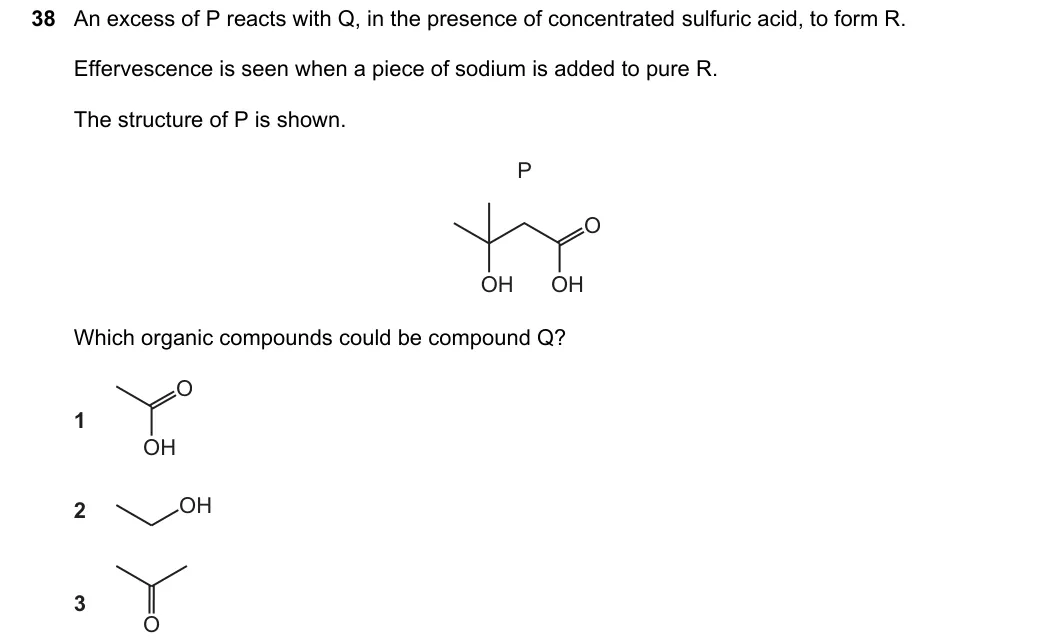 38 An excess of P reacts with Q, in the presence of concentrated sulfuric acid, to form R.
Effervescence is seen when a piece of sodium is added to pure R.
The structure of P is shown.
P
O
OH OH
Which organic compounds could be compound Q?
O
1
OH
2 OH
3
O